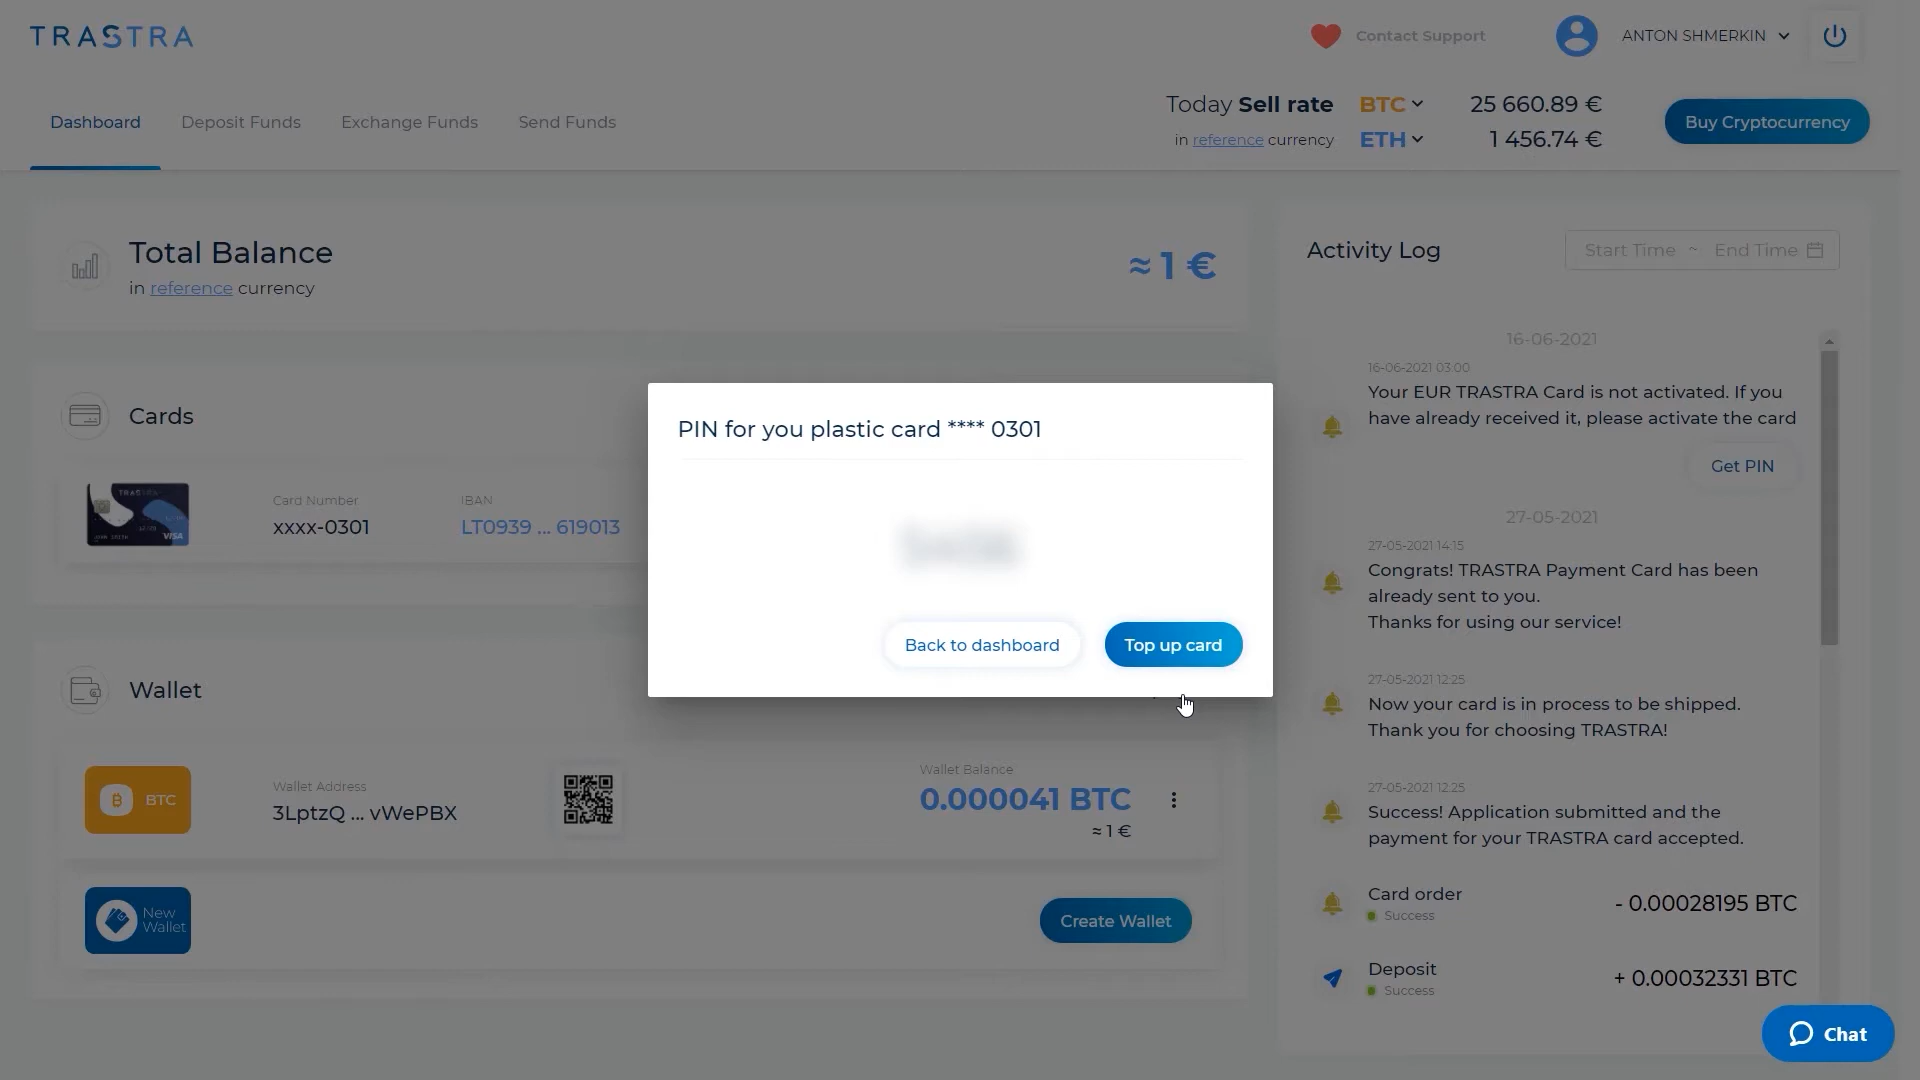 TRASTRA
Contact Support
ANTON SHMERKIN
Dashboard
Deposit Funds
Exchange Funds
Send Funds
Today Sell rate
BTC
25 660.89 €
in reference currency
ETH
1 456.74 €
Buy Cryptocurrency
Total Balance
in reference currency
≈ 1 €
Cards
Card Number
xxxx-0301
IBAN
LT0939 ... 619013
VISA
PIN for you plastic card **** 0301
Back to dashboard
Top up card
Wallet
BTC
Wallet Address
3LptzQ ... vWePBX
Wallet Balance
0.000041 BTC
≈ 1 €
New
Wallet
Create Wallet
Activity Log
Start Time ~ End Time
16-06-2021
16-06-2021 03:00
Your EUR TRASTRA Card is not activated. If you
have already received it, please activate the card
Get PIN
27-05-2021
27-05-2021 14:15
Congrats! TRASTRA Payment Card has been
already sent to you.
Thanks for using our service!
27-05-2021 12:25
Now your card is in process to be shipped.
Thank you for choosing TRASTRA!
27-05-2021 12:25
Success! Application submitted and the
payment for your TRASTRA card accepted.
Card order
Success
- 0.00028195 BTC
Deposit
Success
+ 0.00032331 BTC
Chat